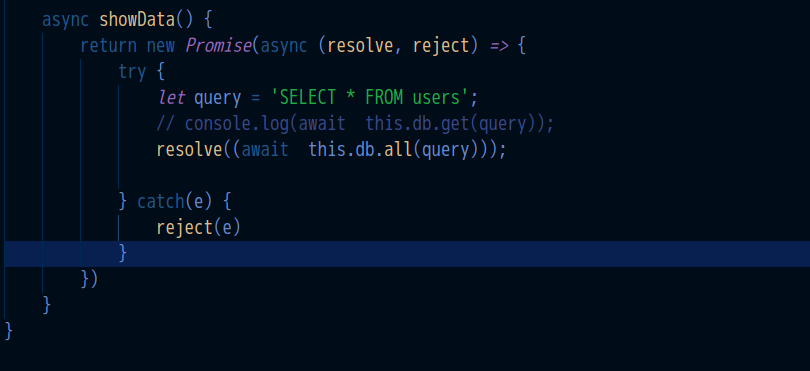 async showData() {
return new Promise(async (resolve, reject) => {
try {
let query = 'SELECT * FROM users';
// console.log(await  this.db.get(query));
resolve((await  this.db.all(query)));
} catch(e) {
reject(e)
}
})
}
}